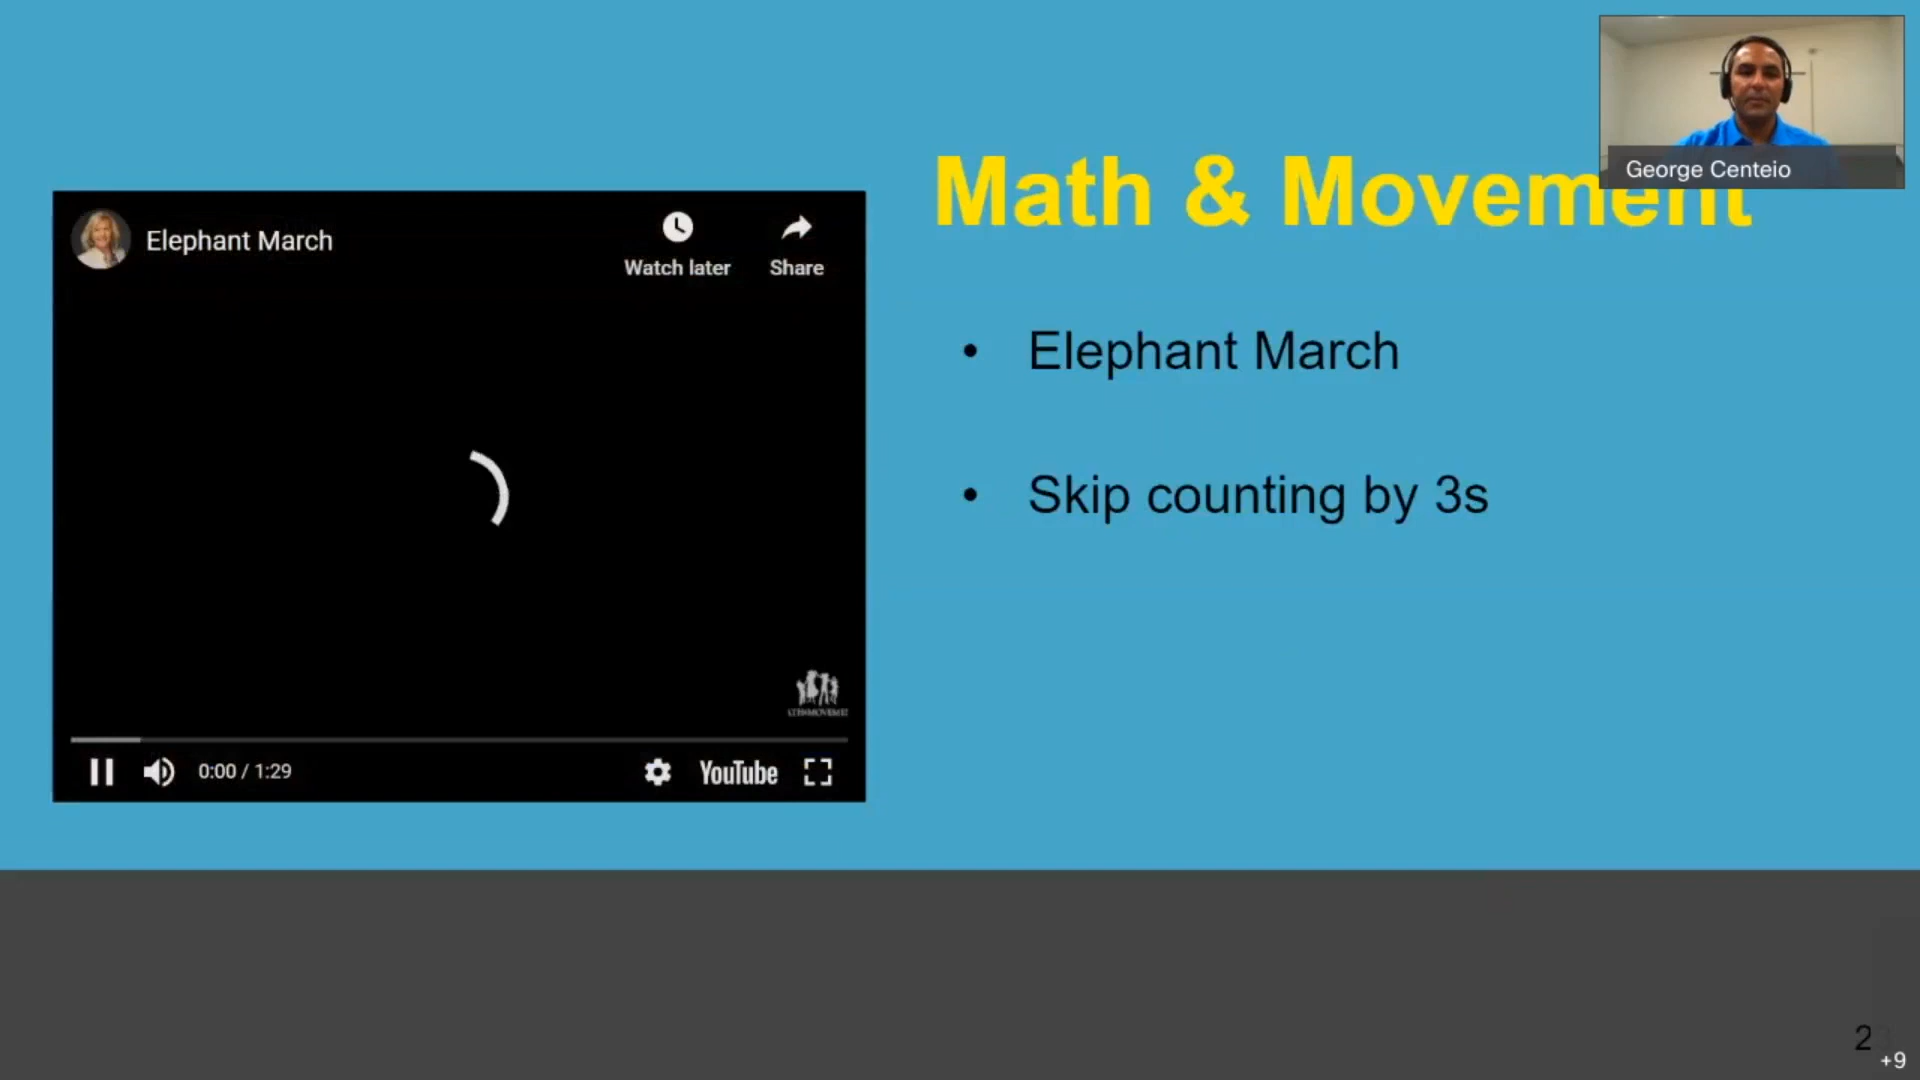 George Centeio
Math & Movement
Elephant March
Watch later
Share
• Elephant March
• Skip counting by 3s
0:00 / 1:29
YouTube
+9